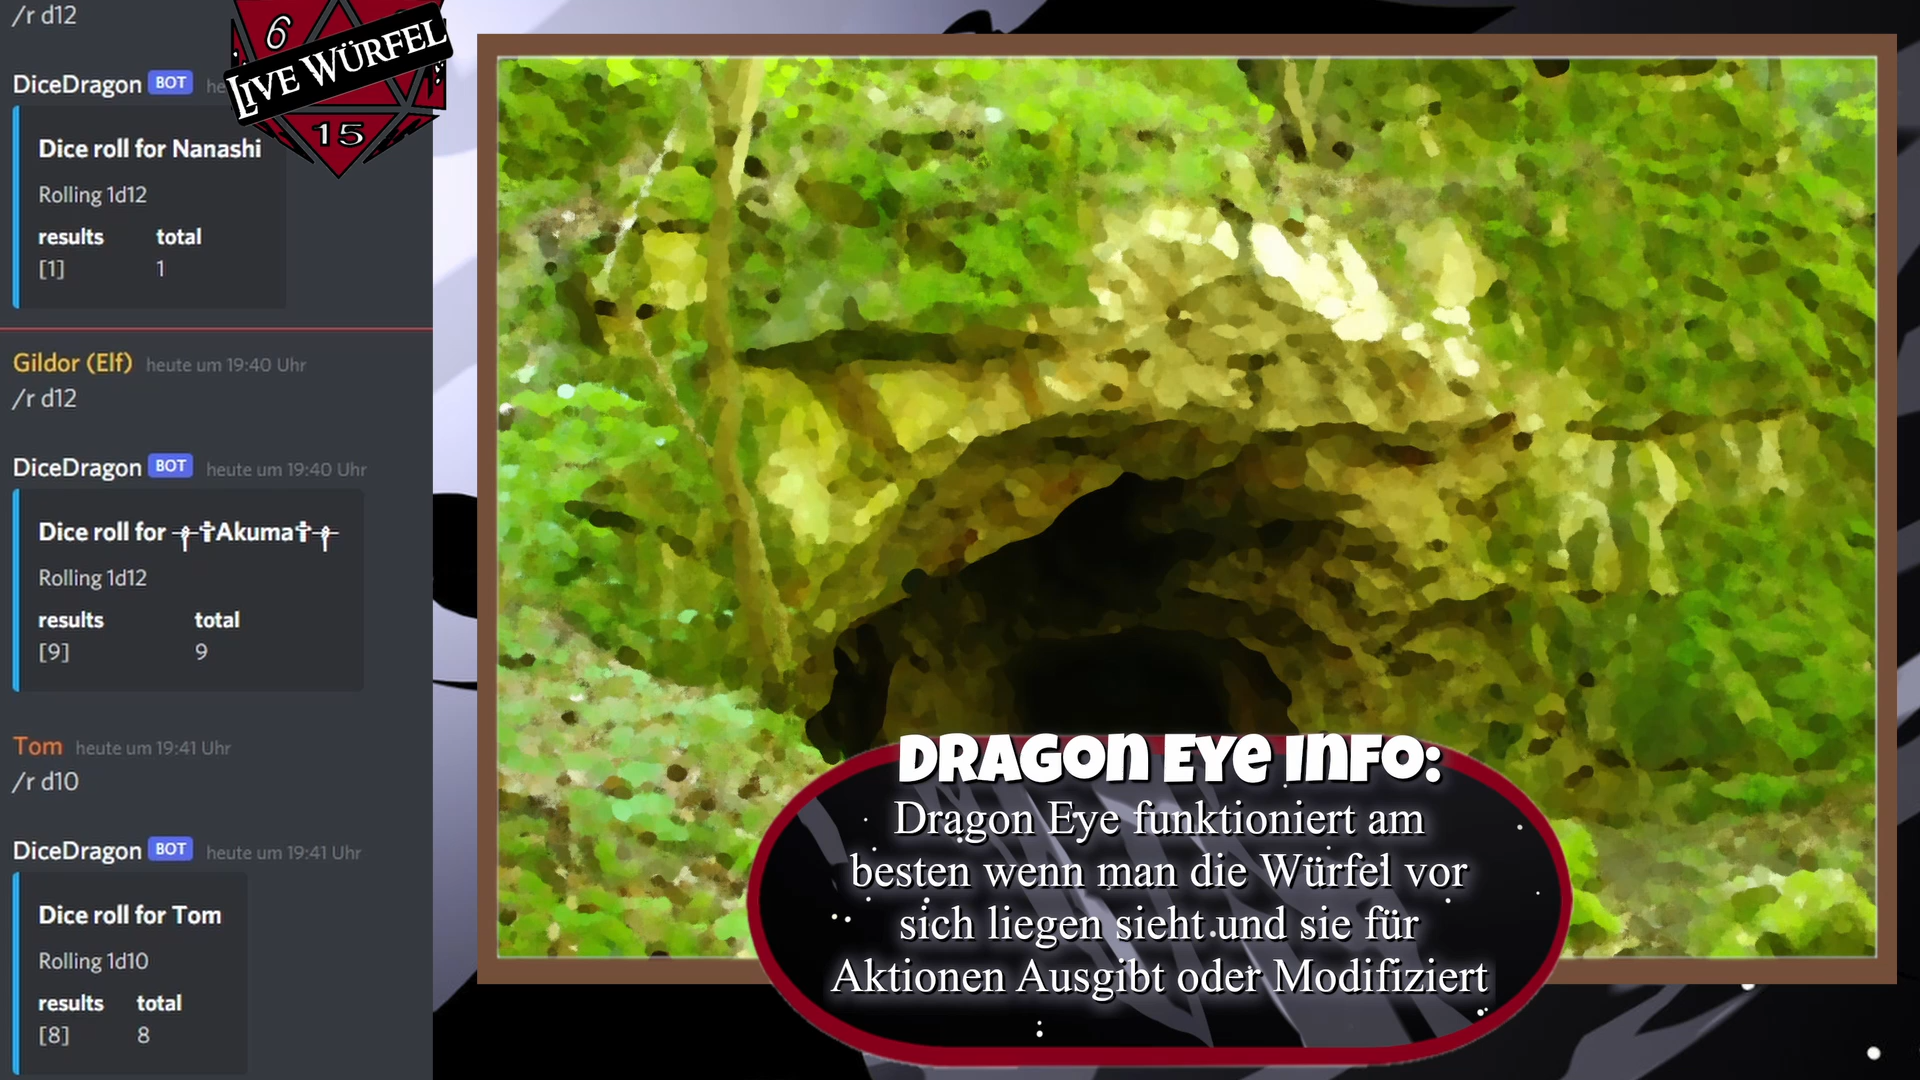 /r d12
6
LIVE WÜRFEL
15
DiceDragon BOT he
Dice roll for Nanashi
Rolling 1d12
results total
[1] 1
Gildor (Elf) heute um 19:40 Uhr
/r d12
DiceDragon BOT heute um 19:40 Uhr
Dice roll for ✝Akuma✝
Rolling 1d12
results total
[9] 9
Tom heute um 19:41 Uhr
/r d10
DiceDragon BOT heute um 19:41 Uhr
Dice roll for Tom
Rolling 1d10
results total
[8] 8
DRAGON EYE INFO:
Dragon Eye funktioniert am
besten wenn man die Würfel vor
sich liegen sieht und sie für
Aktionen Ausgibt oder Modifiziert